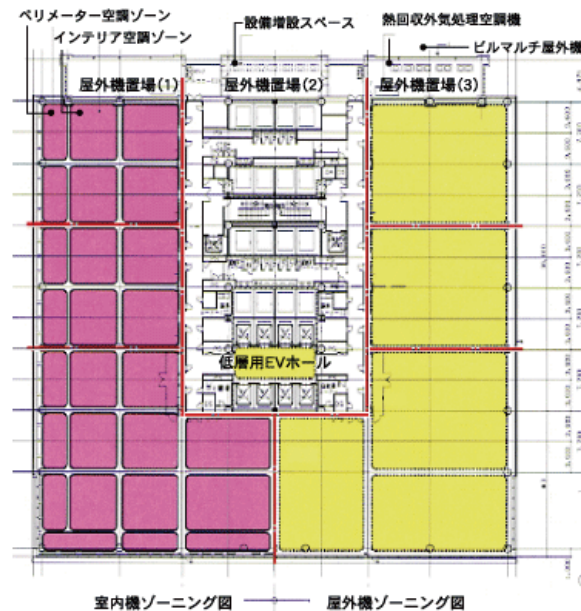 ペリメーター空調ゾーン
インテリア空調ゾーン
設備増設スペース
熱回収外気処理空調機
ビルマルチ屋外機
屋外機置場(1)
屋外機置場(2)
屋外機置場(3)
低層用EVホール
室内機ゾーニング図
屋外機ゾーニング図